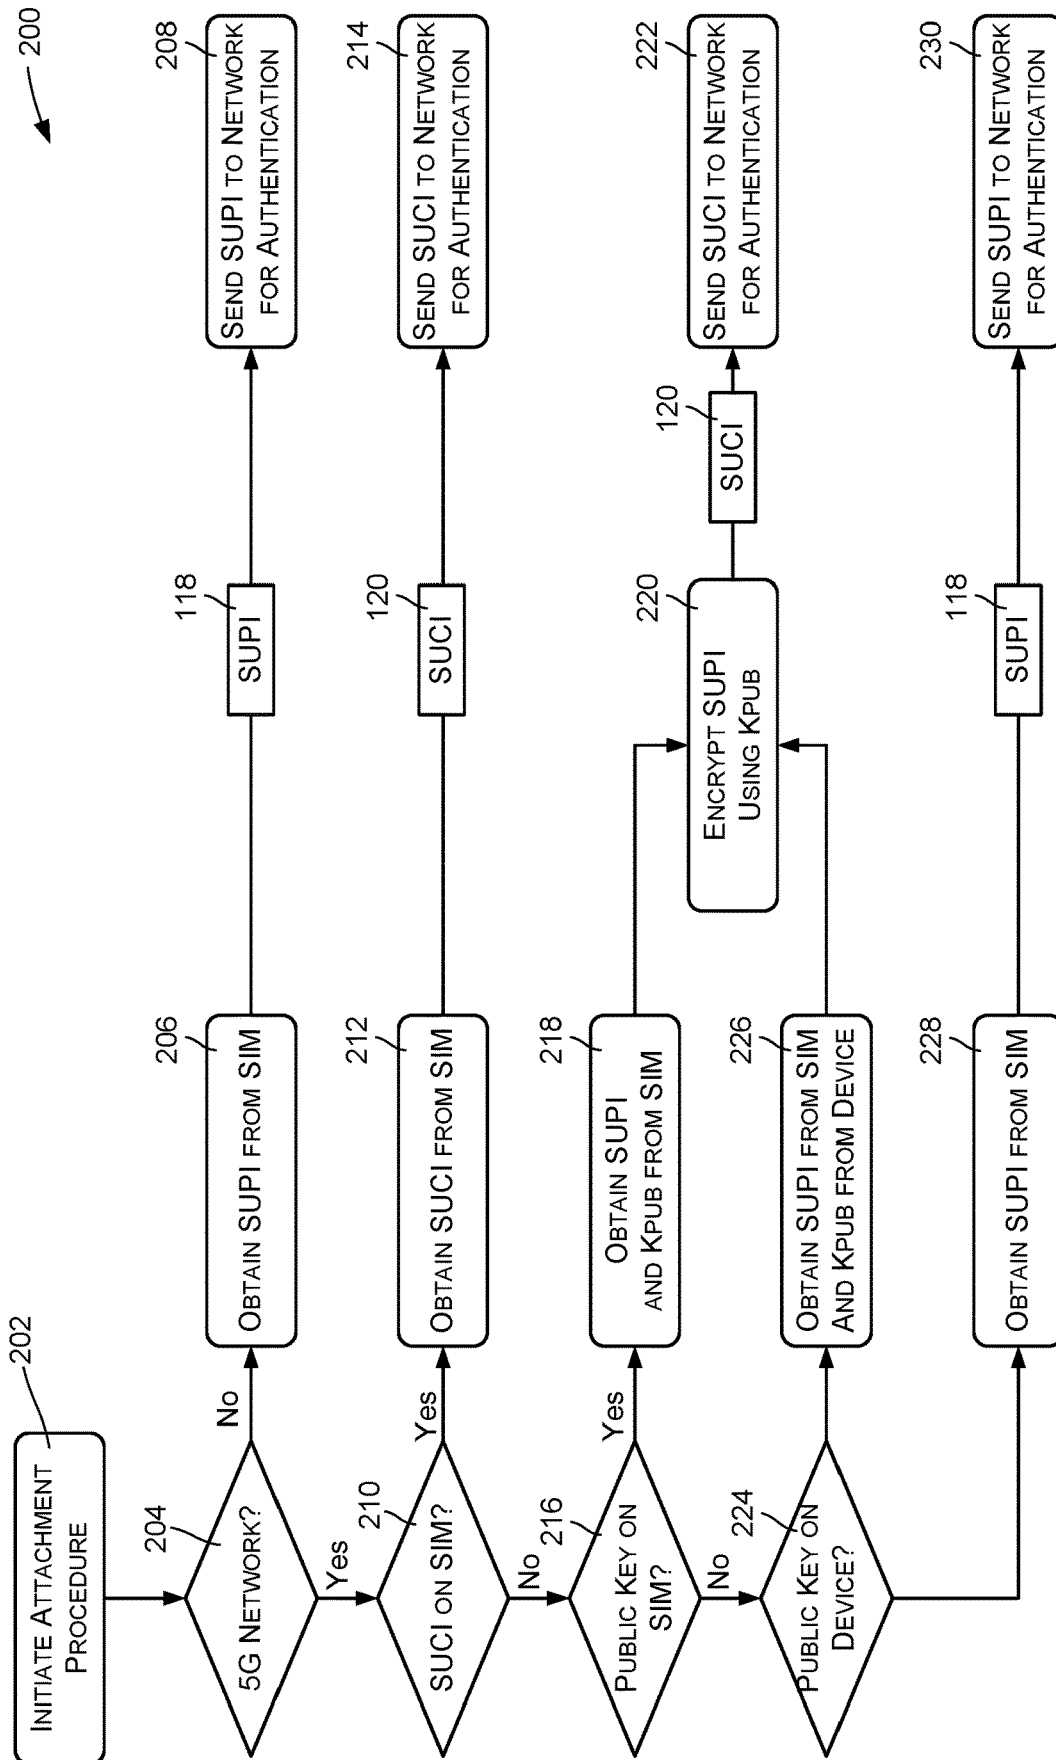 200
INITIATE ATTACHMENT
PROCEDURE
202
5G NETWORK?
204
No
Yes
OBTAIN SUPI FROM SIM
206
SUPI
118
SEND SUPI TO NETWORK
FOR AUTHENTICATION
208
SUCI ON SIM?
210
Yes
No
OBTAIN SUCI FROM SIM
212
SUCI
120
SEND SUCI TO NETWORK
FOR AUTHENTICATION
214
PUBLIC KEY ON
SIM?
216
Yes
No
OBTAIN SUPI
AND KPUB FROM SIM
218
ENCRYPT SUPI
USING KPUB
220
SUCI
120
SEND SUCI TO NETWORK
FOR AUTHENTICATION
222
PUBLIC KEY ON
DEVICE?
224
OBTAIN SUPI FROM SIM
AND KPUB FROM DEVICE
226
OBTAIN SUPI FROM SIM
228
SUPI
118
SEND SUPI TO NETWORK
FOR AUTHENTICATION
230